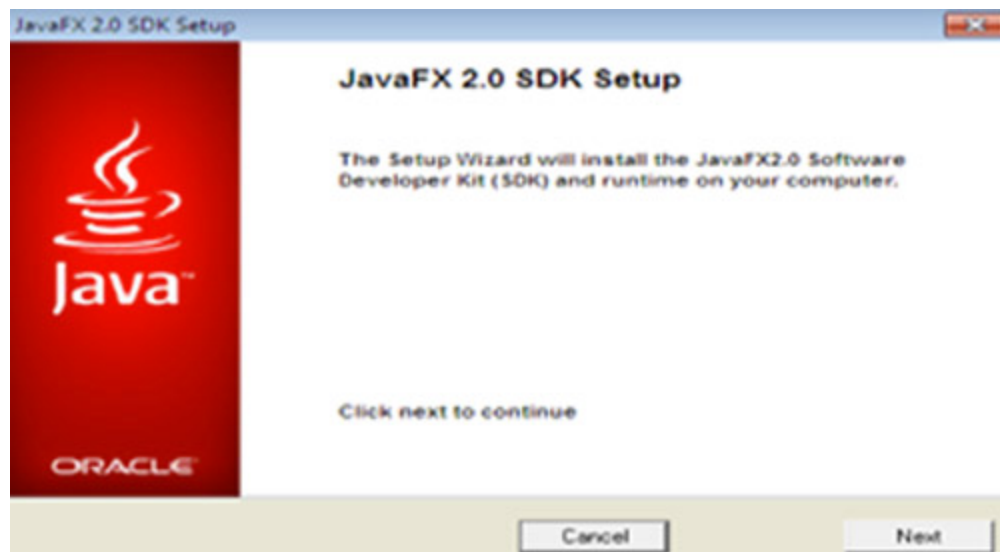 JavaFX 2.0 SDK Setup
JavaFX 2.0 SDK Setup
The Setup Wizard will install the JavaFX2.0 Software
Developer Kit (SDK) and runtime on your computer.
Java™
Click next to continue
ORACLE
Cancel
Next